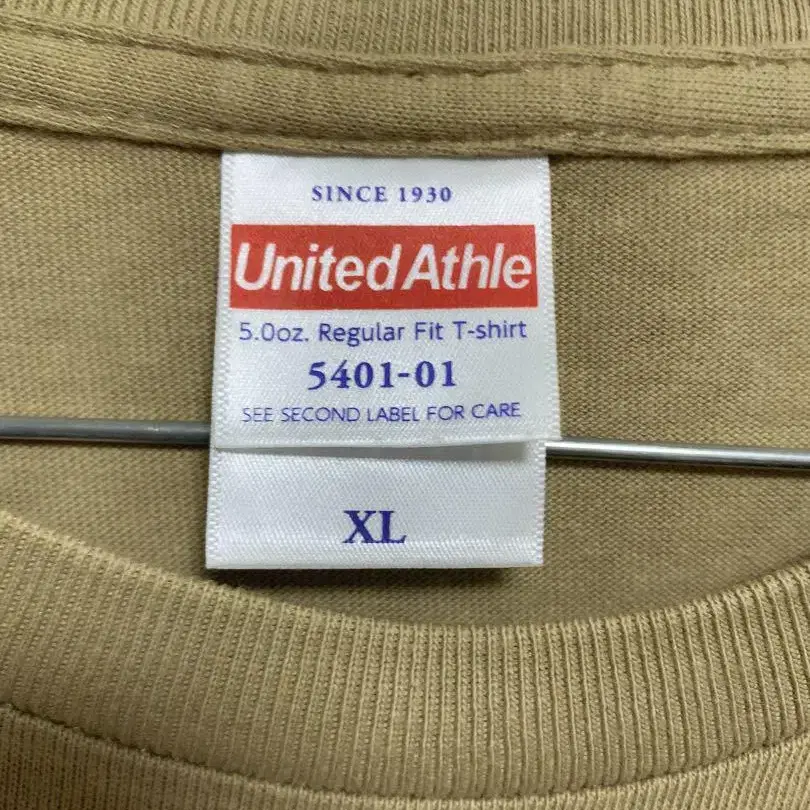 SINCE 1930
United Athle
5.0oz. Regular Fit T-shirt
5401-01
SEE SECOND LABEL FOR CARE
XL